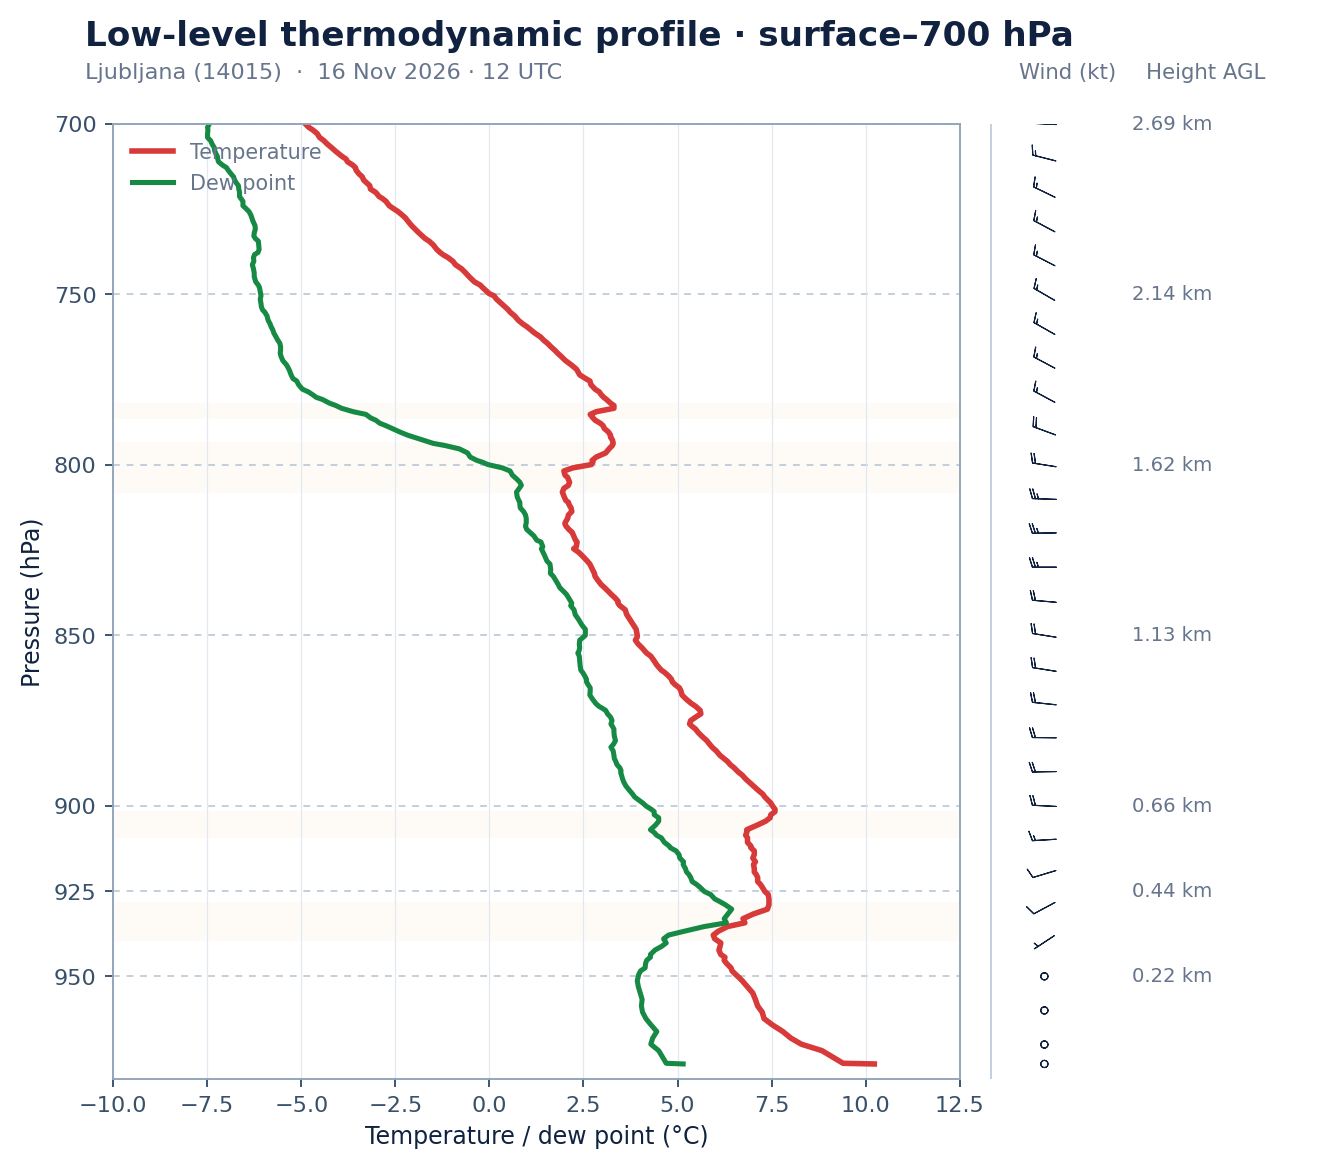 Low-level thermodynamic profile · surface–700 hPa
Ljubljana (14015)  ·  16 Nov 2026 · 12 UTC
Wind (kt)
Height AGL
Temperature
Dew point
700
750
800
850
900
925
950
Pressure (hPa)
2.69 km
2.14 km
1.62 km
1.13 km
0.66 km
0.44 km
0.22 km
−10.0
−7.5
−5.0
−2.5
0.0
2.5
5.0
7.5
10.0
12.5
Temperature / dew point (°C)